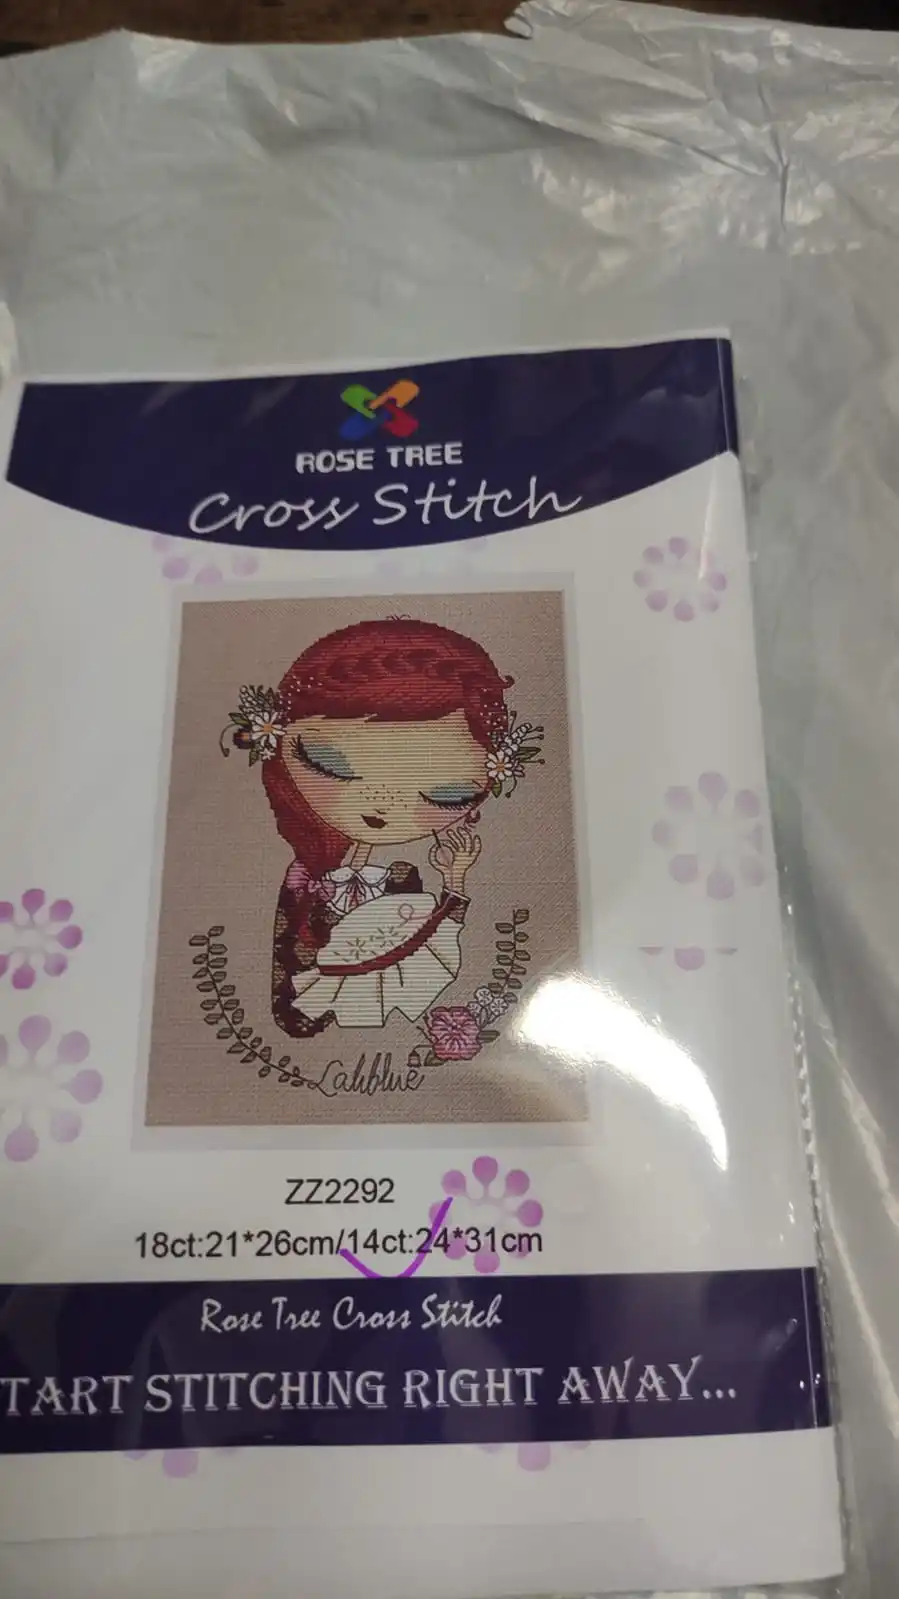 ROSE TREE
Cross Stitch
Lahblue
ZZ2292
18ct:21*26cm/14ct:24*31cm
Rose Tree Cross Stitch
TART STITCHING RIGHT AWAY...